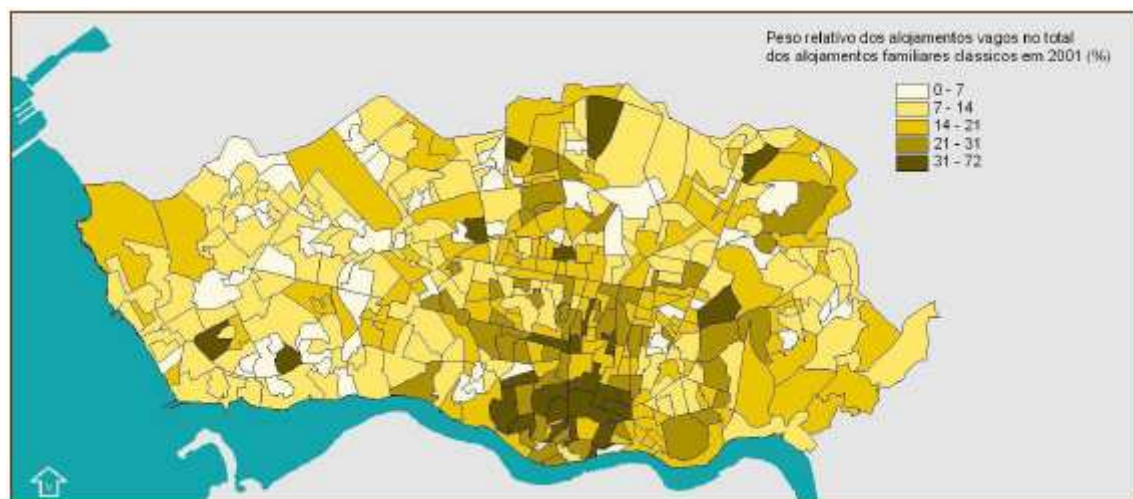 Peso relativo dos alojamentos vagos no total
dos alojamentos familiares clássicos em 2001 (%)
0 - 7
7 - 14
14 - 21
21 - 31
31 - 72